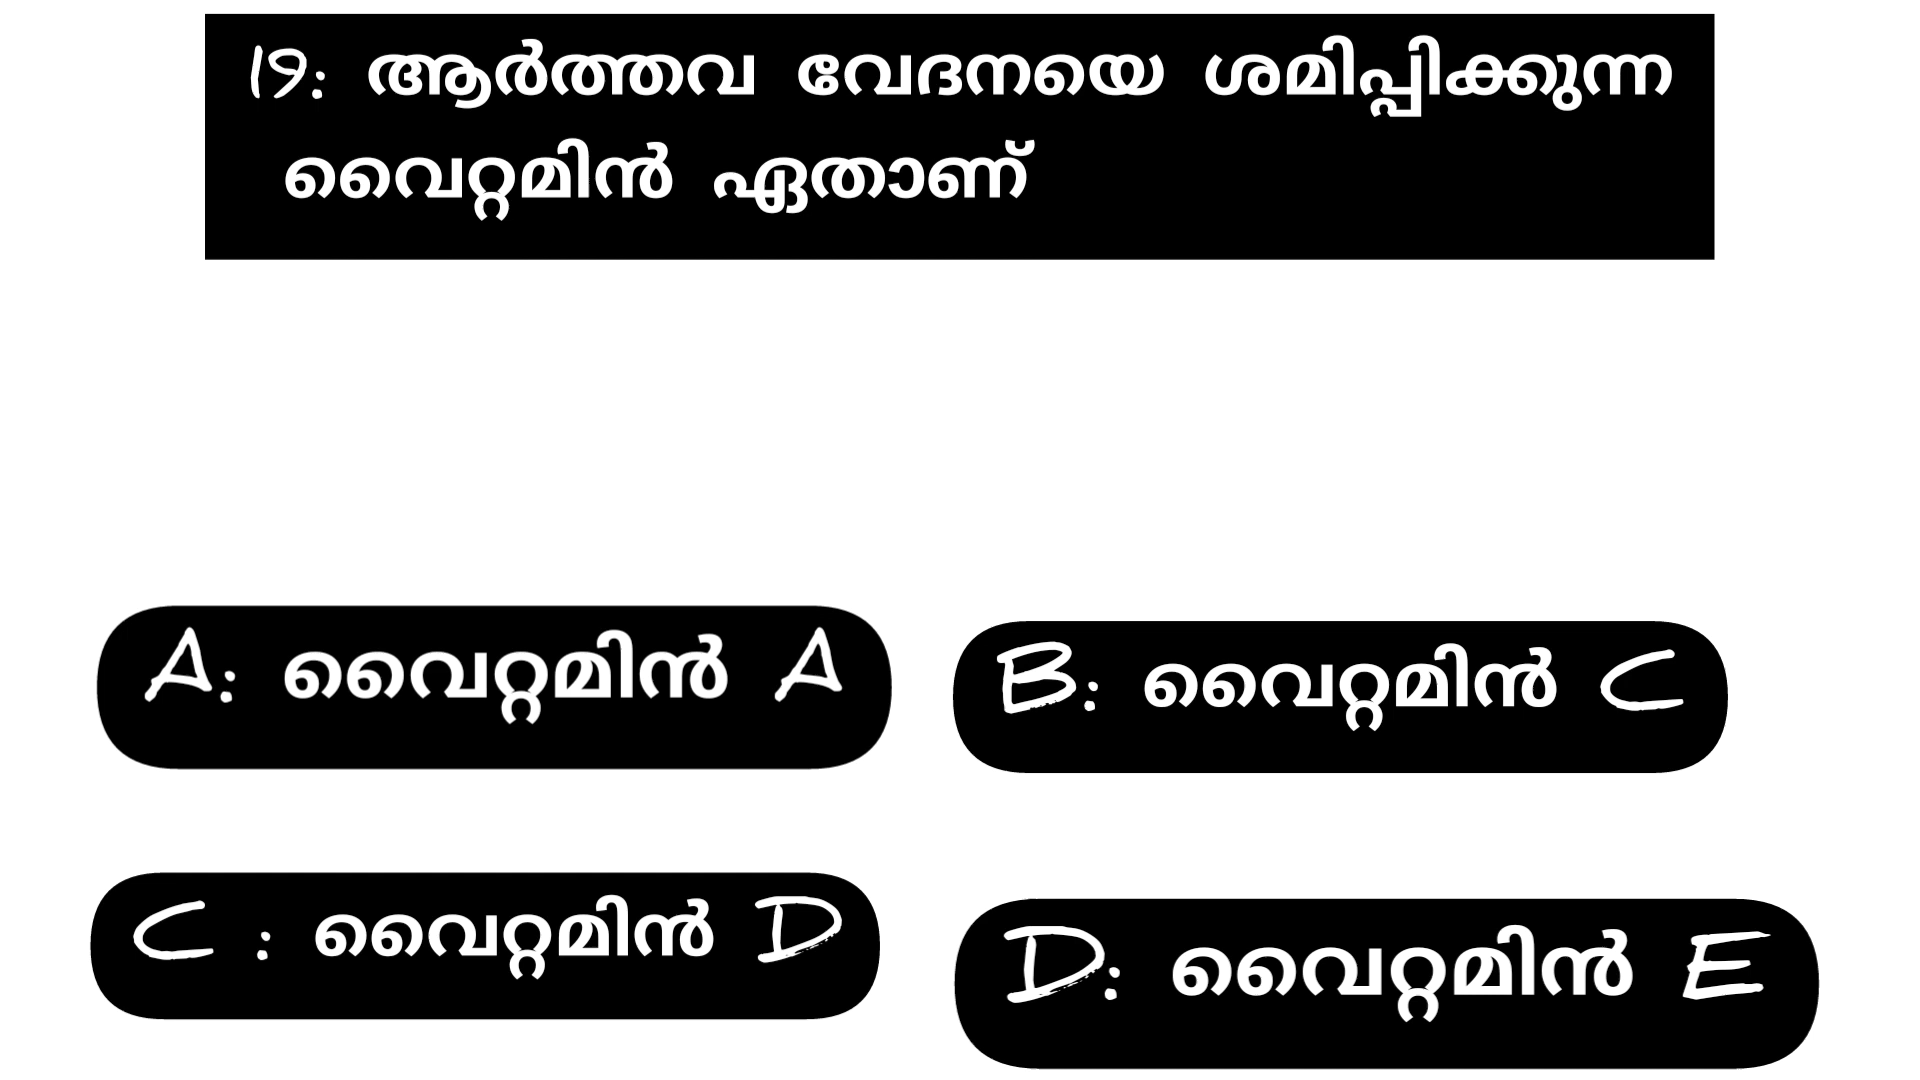 19: ആർത്തവ വേദനയെ ശമിപ്പിക്കുന്ന
വൈറ്റമിൻ ഏതാണ്
A: വൈറ്റമിൻ A
B: വൈറ്റമിൻ C
C : വൈറ്റമിൻ D
D: വൈറ്റമിൻ E